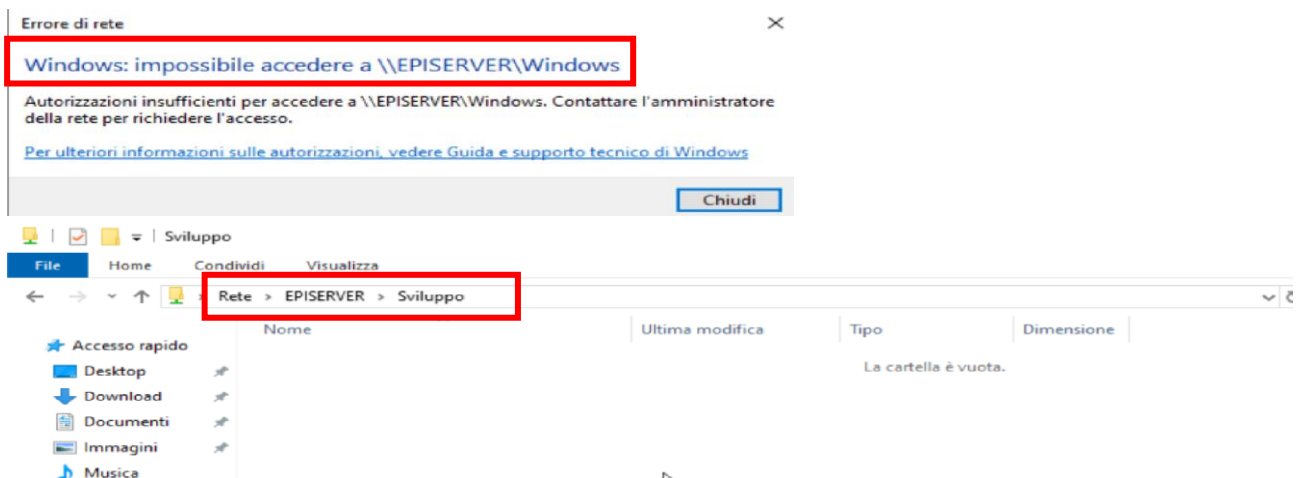 Errore di rete
Windows: impossibile accedere a \\EPISERVER\Windows
Autorizzazioni insufficienti per accedere a \\EPISERVER\Windows. Contattare l'amministratore
della rete per richiedere l'accesso.
Per ulteriori informazioni sulle autorizzazioni, vedere Guida e supporto tecnico di Windows
Chiudi
Sviluppo
File Home Condividi Visualizza
Rete > EPISERVER > Sviluppo
Nome Ultima modifica Tipo Dimensione
Accesso rapido
La cartella è vuota.
Desktop
Download
Documenti
Immagini
Musica